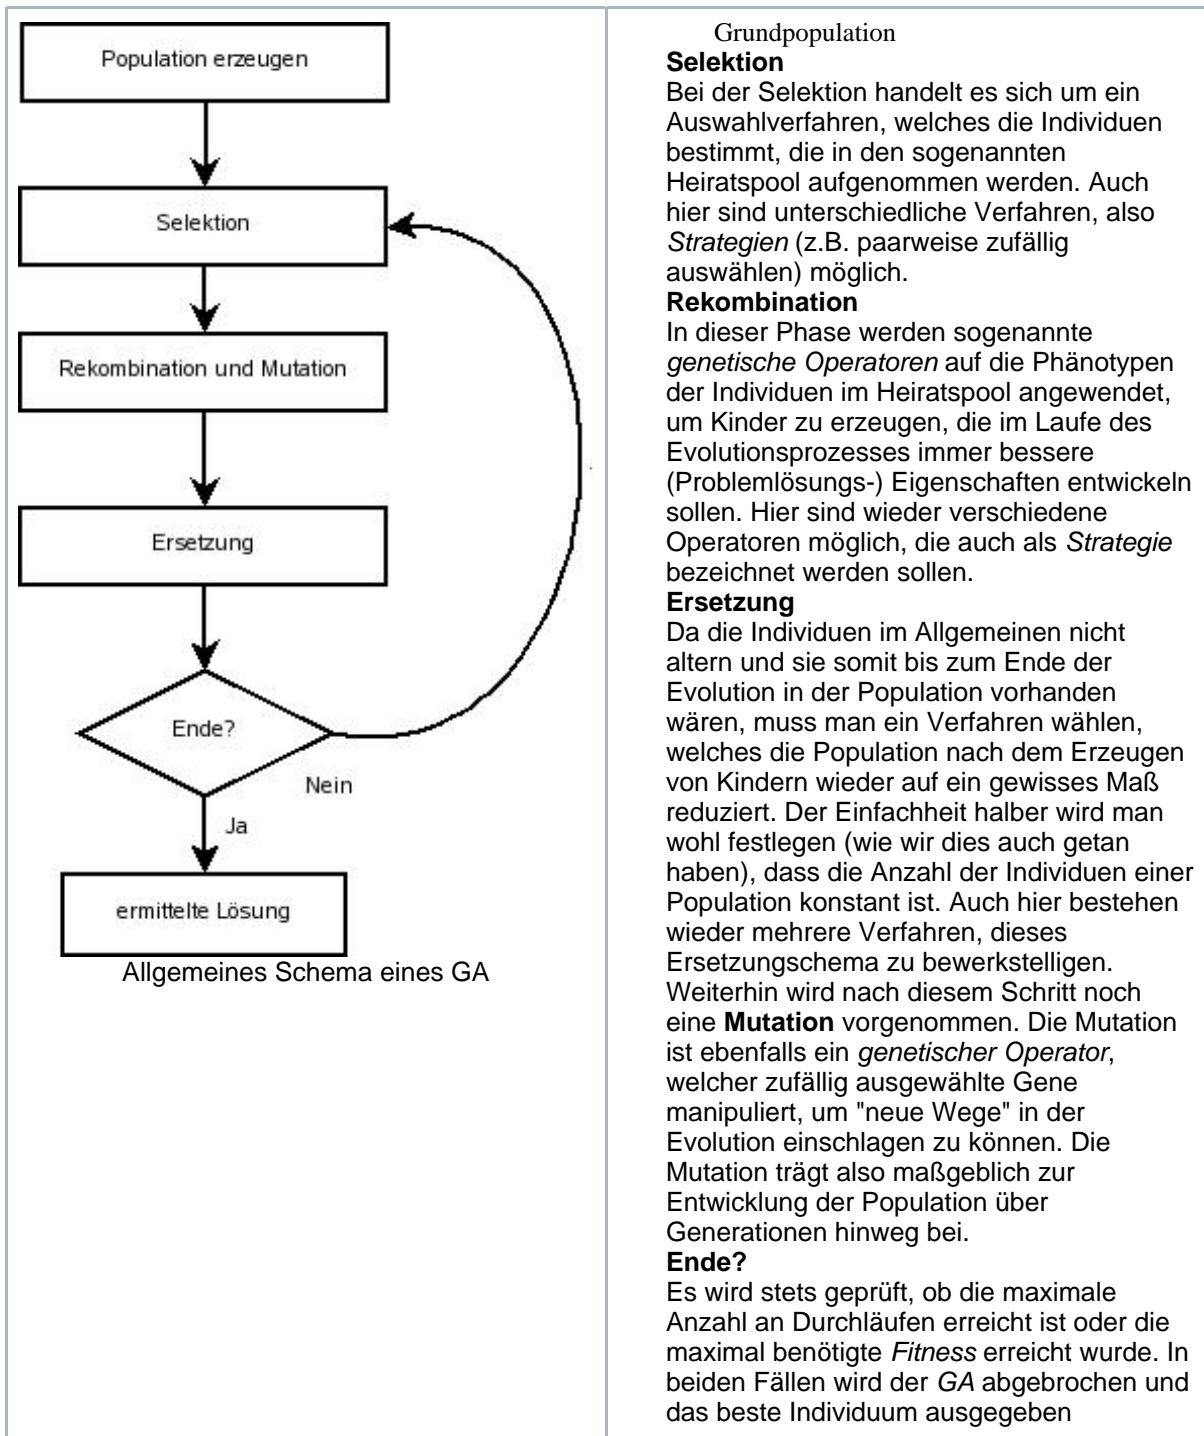 Population erzeugen
Selektion
Rekombination und Mutation
Ersetzung
Ende?
Nein
Ja
ermittelte Lösung
Allgemeines Schema eines GA
Grundpopulation
Selektion
Bei der Selektion handelt es sich um ein
Auswahlverfahren, welches die Individuen
bestimmt, die in den sogenannten
Heiratspool aufgenommen werden. Auch
hier sind unterschiedliche Verfahren, also
Strategien (z.B. paarweise zufällig
auswählen) möglich.
Rekombination
In dieser Phase werden sogenannte
genetische Operatoren auf die Phänotypen
der Individuen im Heiratspool angewendet,
um Kinder zu erzeugen, die im Laufe des
Evolutionsprozesses immer bessere
(Problemlösungs-) Eigenschaften entwickeln
sollen. Hier sind wieder verschiedene
Operatoren möglich, die auch als Strategie
bezeichnet werden sollen.
Ersetzung
Da die Individuen im Allgemeinen nicht
altern und sie somit bis zum Ende der
Evolution in der Population vorhanden
wären, muss man ein Verfahren wählen,
welches die Population nach dem Erzeugen
von Kindern wieder auf ein gewisses Maß
reduziert. Der Einfachheit halber wird man
wohl festlegen (wie wir dies auch getan
haben), dass die Anzahl der Individuen einer
Population konstant ist. Auch hier bestehen
wieder mehrere Verfahren, dieses
Ersetzungschema zu bewerkstelligen.
Weiterhin wird nach diesem Schritt noch
eine Mutation vorgenommen. Die Mutation
ist ebenfalls ein genetischer Operator,
welcher zufällig ausgewählte Gene
manipuliert, um "neue Wege" in der
Evolution einschlagen zu können. Die
Mutation trägt also maßgeblich zur
Entwicklung der Population über
Generationen hinweg bei.
Ende?
Es wird stets geprüft, ob die maximale
Anzahl an Durchläufen erreicht ist oder die
maximal benötigte Fitness erreicht wurde. In
beiden Fällen wird der GA abgebrochen und
das beste Individuum ausgegeben